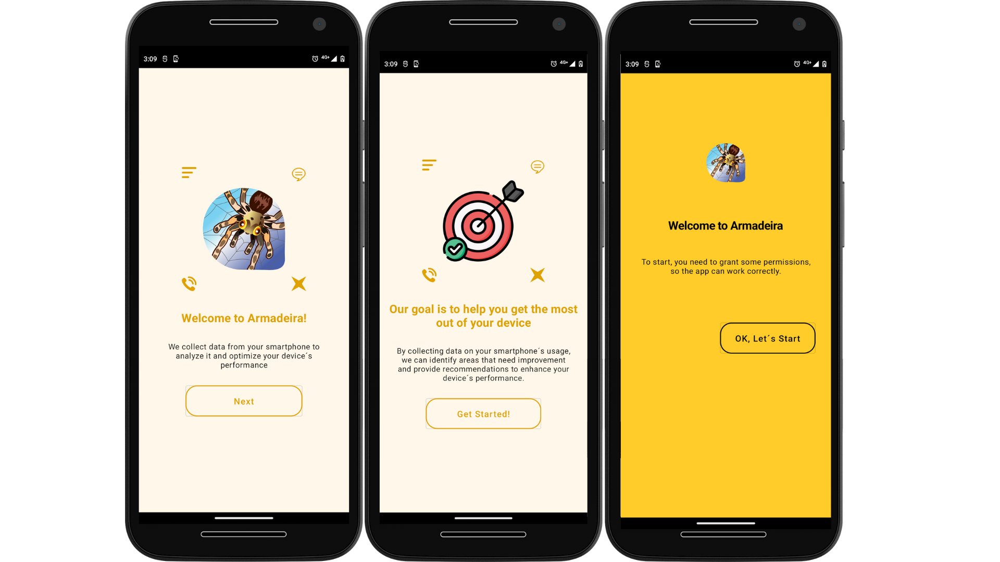 3:09
4G+
Welcome to Armadeira!
We collect data from your smartphone to
analyze it and optimize your device´s
performance
Next
3:09
4G+
Our goal is to help you get the most
out of your device
By collecting data on your smartphone´s usage,
we can identify areas that need improvement
and provide recommendations to enhance your
device´s performance.
Get Started!
3:09
4G+
Welcome to Armadeira
To start, you need to grant some permissions,
so the app can work correctly.
OK, Let´s Start